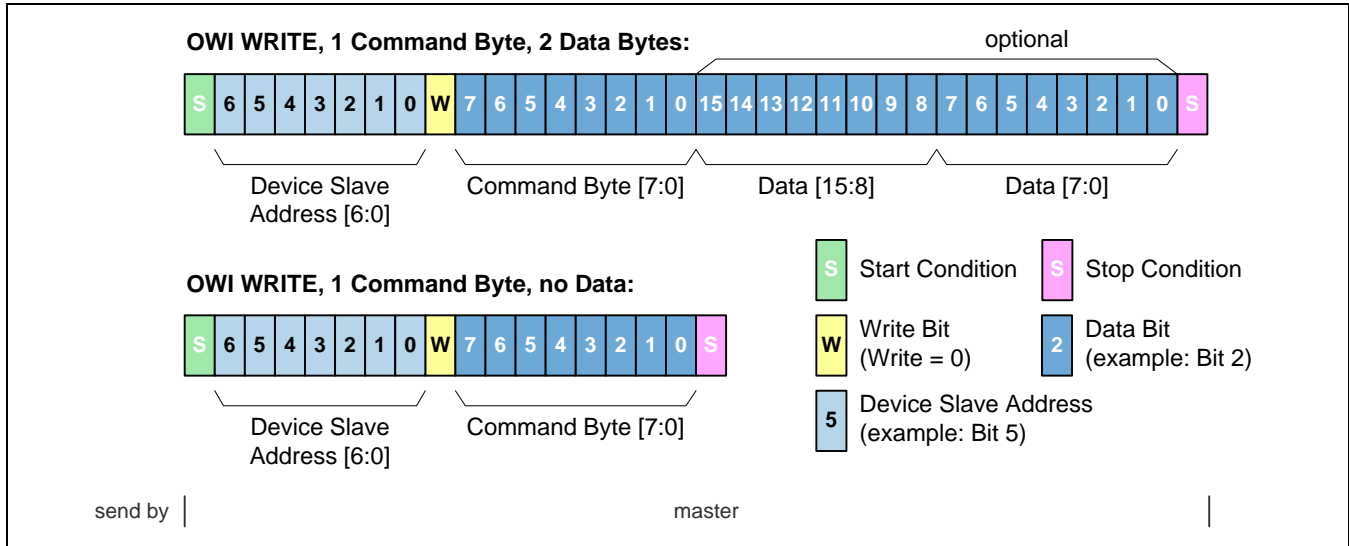 OWI WRITE, 1 Command Byte, 2 Data Bytes:
optional
S 6 5 4 3 2 1 0 W 7 6 5 4 3 2 1 0 15 14 13 12 11 10 9 8 7 6 5 4 3 2 1 0 S
Device Slave
Address [6:0]
Command Byte [7:0]
Data [15:8]
Data [7:0]
OWI WRITE, 1 Command Byte, no Data:
S 6 5 4 3 2 1 0 W 7 6 5 4 3 2 1 0 S
Device Slave
Address [6:0]
Command Byte [7:0]
S Start Condition
S Stop Condition
W Write Bit
(Write = 0)
2 Data Bit
(example: Bit 2)
5 Device Slave Address
(example: Bit 5)
send by
master